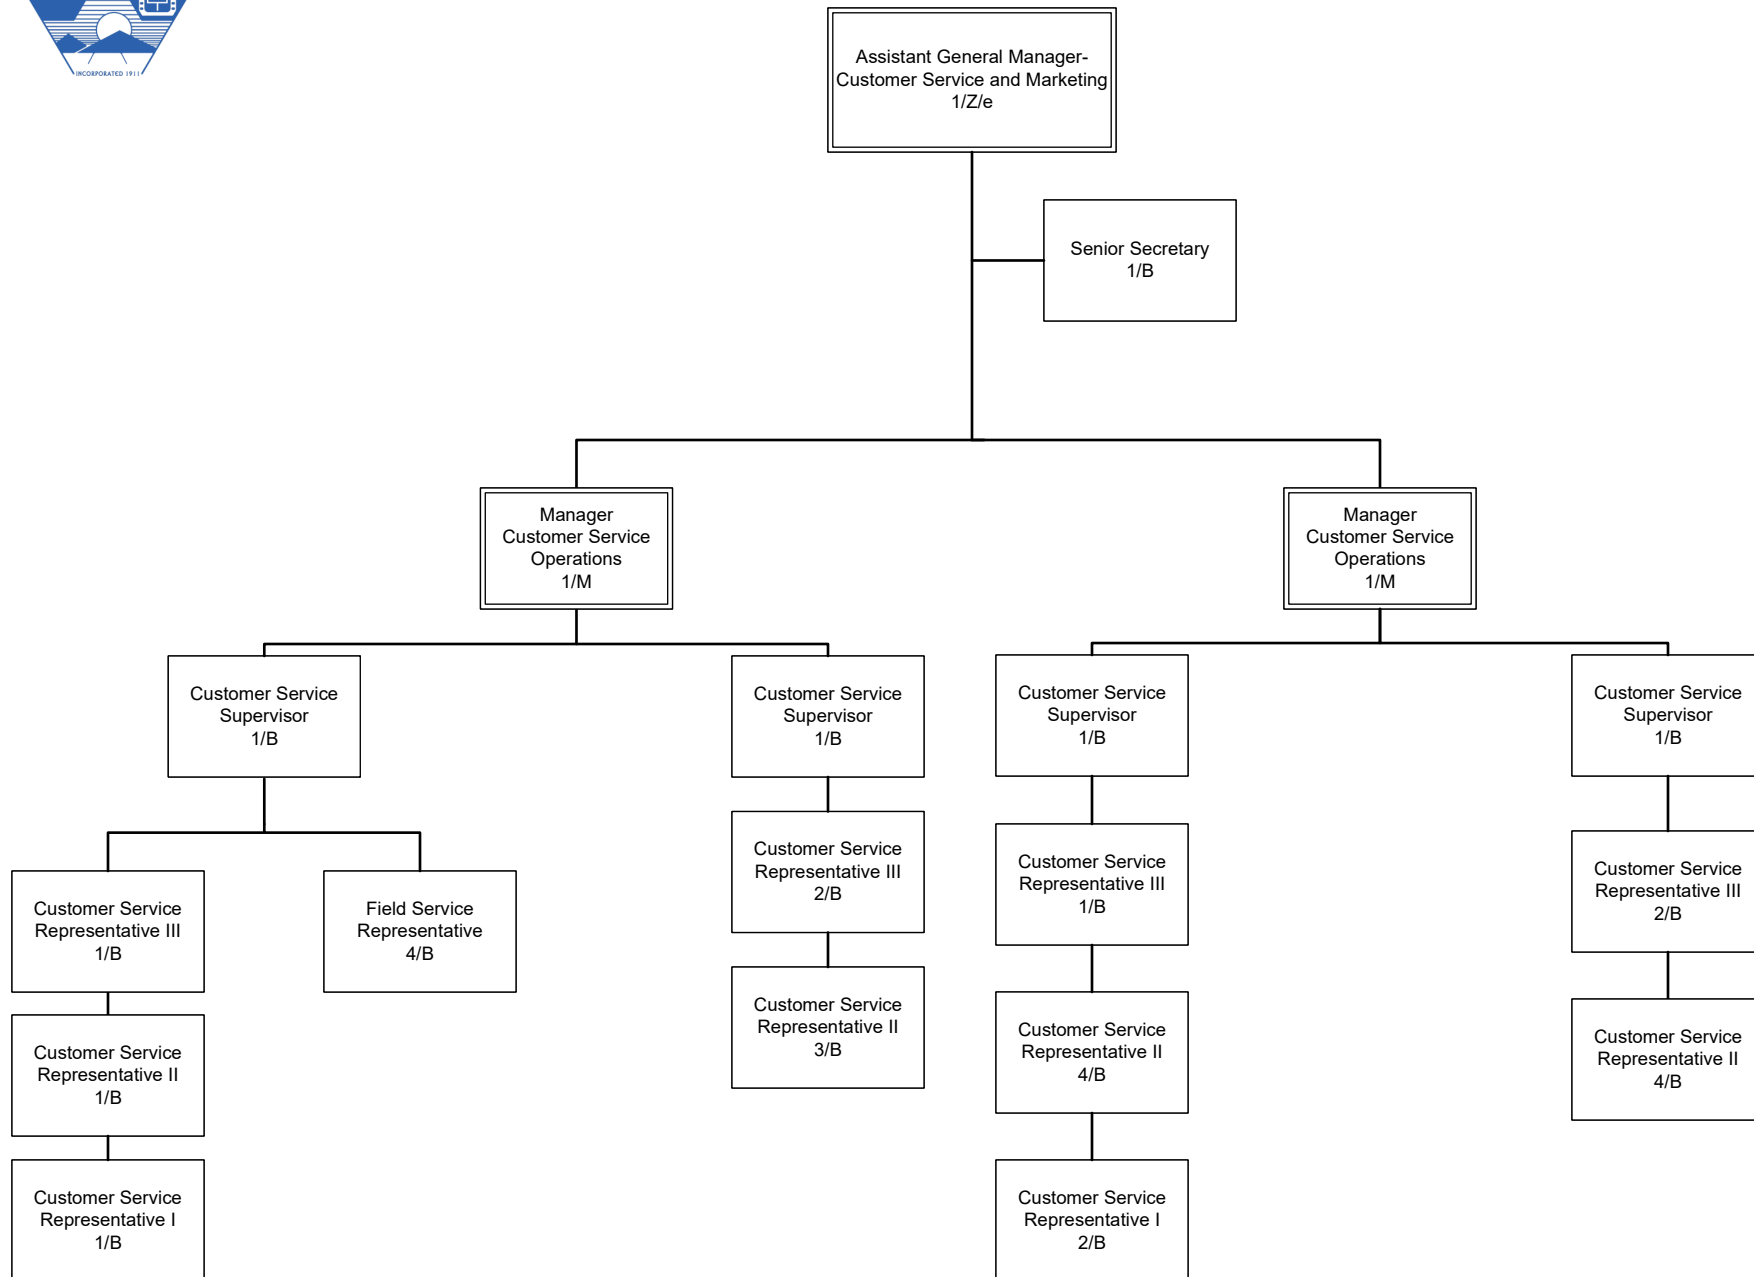 INCORPORATED 1911
Assistant General Manager-
Customer Service and Marketing
1/Z/e
Senior Secretary
1/B
Manager
Customer Service
Operations
1/M
Manager
Customer Service
Operations
1/M
Customer Service
Supervisor
1/B
Customer Service
Supervisor
1/B
Customer Service
Supervisor
1/B
Customer Service
Supervisor
1/B
Customer Service
Representative III
1/B
Field Service
Representative
4/B
Customer Service
Representative III
2/B
Customer Service
Representative III
1/B
Customer Service
Representative III
2/B
Customer Service
Representative II
1/B
Customer Service
Representative II
3/B
Customer Service
Representative II
4/B
Customer Service
Representative II
4/B
Customer Service
Representative I
1/B
Customer Service
Representative I
2/B